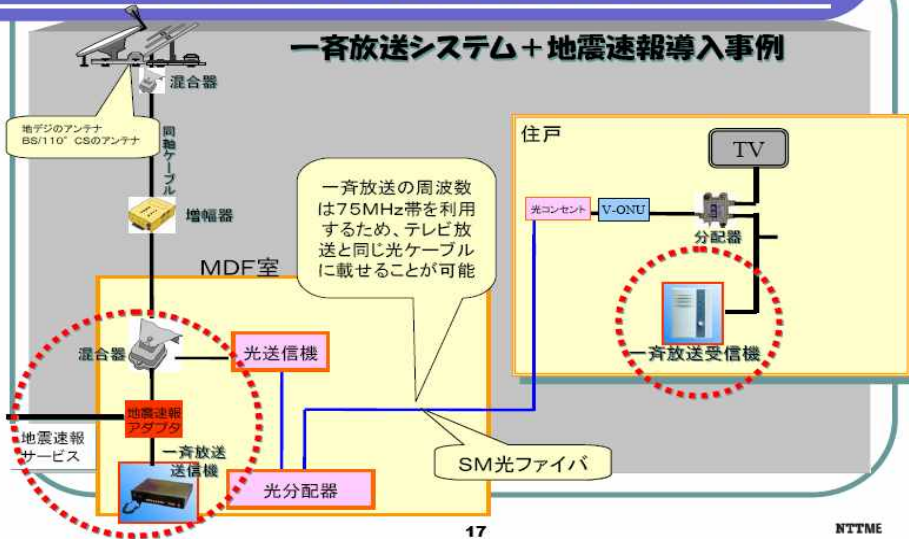 一斉放送システム＋地震速報導入事例
混合器
地デジのアンテナ
BS/110°CSのアンテナ
同軸ケーブル
増幅器
MDF室
混合器
光送信機
地震速報
アダプタ
地震速報
サービス
一斉放送
送信機
光分配器
一斉放送の周波数
は75MHz帯を利用
するため、テレビ放
送と同じ光ケーブル
に載せることが可能
SM光ファイバ
住戸
TV
光コンセント
V-ONU
分配器
一斉放送受信機
17
NTTME